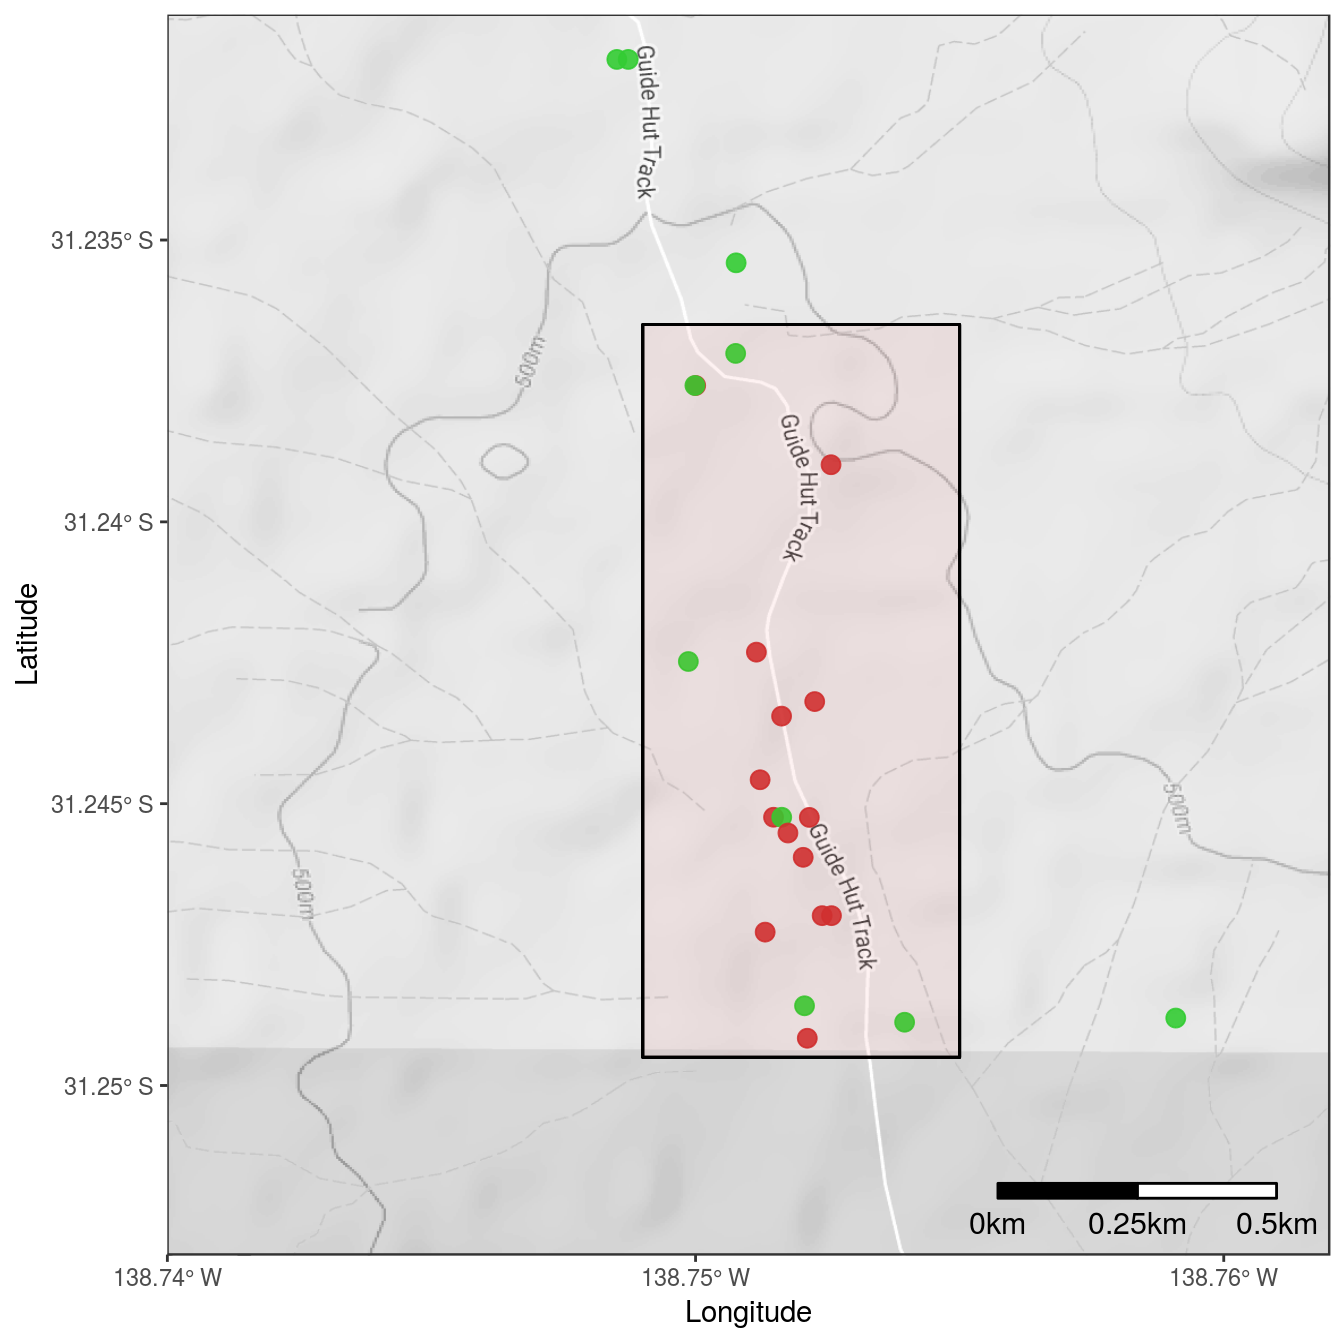 Guide Hut Track
31.235° S
500m
Guide Hut Track
31.24° S
Latitude
31.245° S
500m
Guide Hut Track
500m
31.25° S
0km 0.25km 0.5km
138.74° W 138.75° W 138.76° W
Longitude